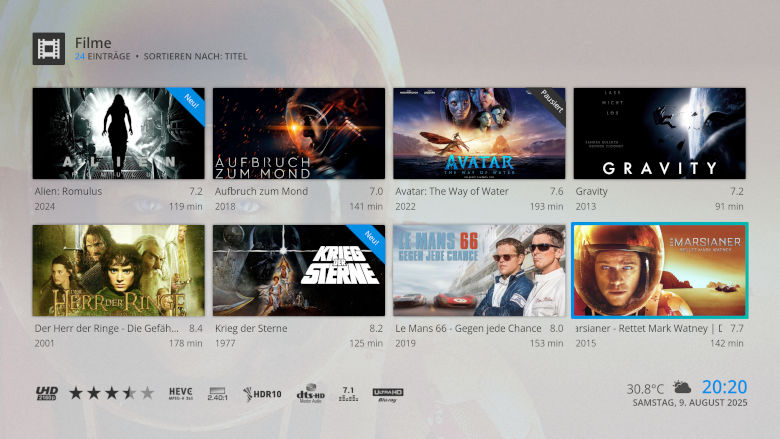 Filme
24 EINTRÄGE • SORTIEREN NACH: TITEL
Neu!
ALIEN
ROMULUS
Alien: Romulus 7.2
2024 119 min
AUFBRUCH
ZUM MOND
Aufbruch zum Mond 7.0
2018 141 min
Pausiert
AVATAR
THE WAY OF WATER
Avatar: The Way of Water 7.6
2022 193 min
LASS
NICHT
LOS
SANDRA BULLOCK
GEORGE CLOONEY
GRAVITY
Gravity 7.2
2013 91 min
DER
HERR DER RINGE
Der Herr der Ringe - Die Gefäh... 8.4
2001 178 min
Neu!
KRIEG
DER
STERNE
Krieg der Sterne 8.2
1977 125 min
LE MANS 66
GEGEN JEDE CHANCE
Le Mans 66 - Gegen jede Chance 8.0
2019 153 min
DER MARSIANER
RETTET MARK WATNEY
arsianer - Rettet Mark Watney | D 7.7
2015 142 min
UHD
2160p
HEVC
MPEG-H 265
2.40:1
HDR10
dts-HD
Master Audio
7.1
ULTRA HD
Blu-ray
30.8°C 20:20
SAMSTAG, 9. AUGUST 2025